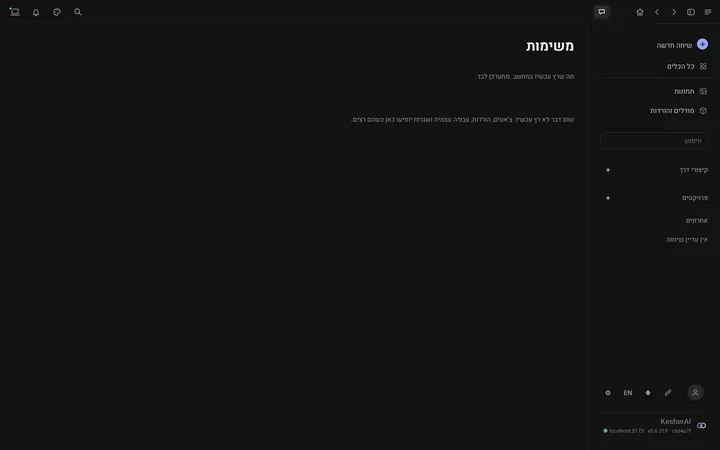 משימות
מה שרץ עכשיו במחשב. מתעדכן לבד.
שום דבר לא רץ עכשיו. צ'אטים, הורדות, עבודה עצמית ושגרות יופיעו כאן כשהם רצים.
שיחה חדשה
כל הכלים
תמונות
מודלים והורדות
חיפוש
קיצורי דרך
פרויקטים
אחרונים
אין עדיין שיחות.
EN
KesherAI
localhost:5173 · v0.6.319 · c5d4a7f